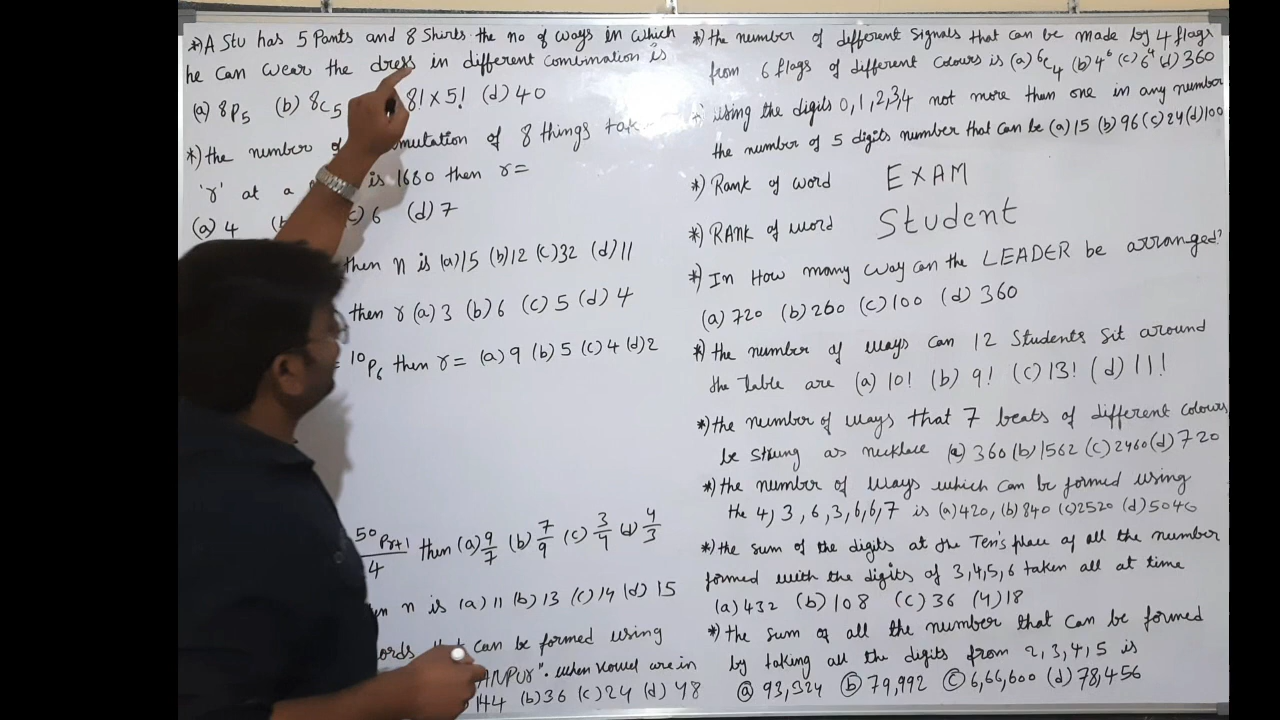 *) A Stu has 5 Pants and 8 Shirts the no of ways in which
he can wear the dress in different combination is
(a) 8P5 (b) 8C5 8! x 5! (d) 40
*) the number of mutation of 8 things
'r' at a is 1680 then r =
(a) 4 (c) 6 (d) 7
then n is (a) 15 (b) 12 (c) 32 (d) 11
then r (a) 3 (b) 6 (c) 5 (d) 4
= 10P6 then r = (a) 9 (b) 5 (c) 4 (d) 2
50Pr+1/4 then (a) 9/7 (b) 7/9 (c) 3/4 (d) 4/3
n is (a) 11 (b) 13 (c) 14 (d) 15
can be formed using
when vowel are in
144 (b) 36 (c) 24 (d) 48
*) the number of different Signals that can be made by 4 flags
from 6 flags of different Colours is (a) 6C4 (b) 4^6 (c) 6^4 (d) 360
*) using the digits 0, 1, 2, 34 not more then one in any number
the number of 5 digits number that can be (a) 15 (b) 96 (c) 24 (d) 100
*) Rank of word EXAM
*) RANK of word Student
*) In How many way can the LEADER be arranged?
(a) 720 (b) 260 (c) 100 (d) 360
*) the number of ways can 12 Students sit around
the table are (a) 10! (b) 9! (c) 13! (d) 11!
*) the number of ways that 7 beats of different colours
be strung as necklace (a) 360 (b) 1562 (c) 2460 (d) 720
*) the number of ways which can be formed using
the 4, 3, 6, 3, 6, 6, 7 is (a) 420, (b) 840 (c) 2520 (d) 5040
*) the sum of the digits at the Ten's place of all the number
formed with the digits of 3, 4, 5, 6 taken all at time
(a) 432 (b) 108 (c) 36 (4) 18
*) the sum of all the number that can be formed
by taking all the digits from 2, 3, 4, 5 is
(a) 93,324 (b) 79,992 (c) 6,66,600 (d) 78,456